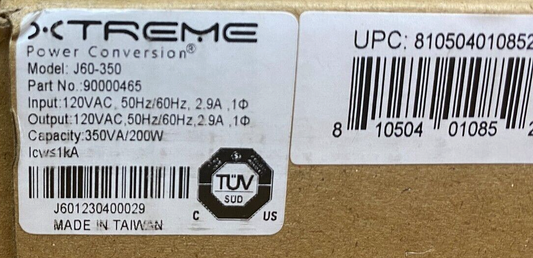 XTREME
Power Conversion®
Model: J60-350
Part No.:90000465
Input:120VAC, 50Hz/60Hz, 2.9A ,1Φ
Output:120VAC,50Hz/60Hz,2.9A ,1Φ
Capacity:350VA/200W
Icw≤1kA
J601230400029
MADE IN TAIWAN
TÜV
SUD
C US
UPC: 810504010852
8 10504 01085 2